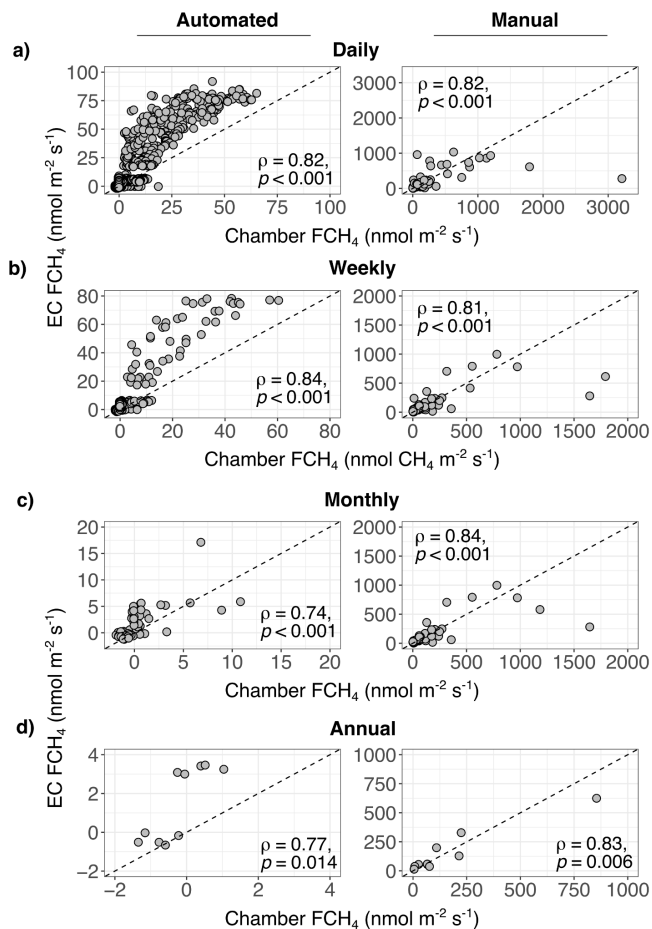 Automated Manual
a) Daily
100
75
50
25
0
0 25 50 75 100
ρ = 0.82,
p < 0.001
3000
2000
1000
0
0 1000 2000 3000
ρ = 0.82,
p < 0.001
EC FCH₄ (nmol m⁻² s⁻¹)
Chamber FCH₄ (nmol m⁻² s⁻¹)
b) Weekly
80
60
40
20
0
0 20 40 60 80
ρ = 0.84,
p < 0.001
2000
1500
1000
500
0
0 500 1000 1500 2000
ρ = 0.81,
p < 0.001
Chamber FCH₄ (nmol CH₄ m⁻² s⁻¹)
c) Monthly
20
15
10
5
0
0 5 10 15 20
ρ = 0.74,
p < 0.001
2000
1500
1000
500
0
0 500 1000 1500 2000
ρ = 0.84,
p < 0.001
EC FCH₄ (nmol m⁻² s⁻¹)
Chamber FCH₄ (nmol m⁻² s⁻¹) Chamber FCH₄ (nmol m⁻² s⁻¹)
d) Annual
4
2
0
−2
−2 0 2 4
ρ = 0.77,
p = 0.014
1000
750
500
250
0
0 250 500 750 1000
ρ = 0.83,
p = 0.006
Chamber FCH₄ (nmol m⁻² s⁻¹) Chamber FCH₄ (nmol m⁻² s⁻¹)